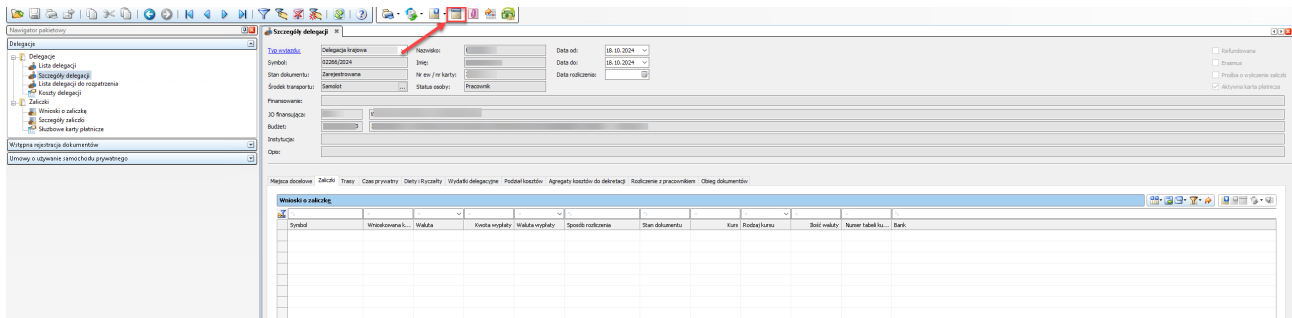 Nawigator pakietowy
Szczegóły delegacji
Delegacje
Delegacje
Lista delegacji
Szczegóły delegacji
Lista delegacji do rozpatrzenia
Koszty delegacji
Zaliczki
Wnioski o zaliczkę
Szczegóły zaliczki
Służbowe karty płatnicze
Wstępna rejestracja dokumentów
Umowy o używanie samochodu prywatnego
Typ wyjazdu: Delegacja krajowa Nazwisko: Data od: 18.10.2024 Refundowana
Symbol: 02266/2024 Imię: Data do: 18.10.2024 Erasmus
Stan dokumentu: Zarejestrowana Nr ew / nr karty: Data rozliczenia: Prośba o wyliczenie zaliczki
Środek transportu: Samolot ... Status osoby: Pracownik Aktywna karta płatnicza
Finansowanie:
JO finansująca:
Budżet:
Instytucja:
Opis:
Miejsca docelowe Zaliczki Trasy Czas prywatny Diety i Ryczałty Wydatki delegacyjne Podział kosztów Agregaty kosztów do dekretacji Rozliczenie z pracownikiem Obieg dokumentów
Wnioski o zaliczkę
Symbol Wnioskowana k... Waluta Kwota wypłaty Waluta wypłaty Sposób rozliczenia Stan dokumentu Kurs Rodzaj kursu Ilość waluty Numer tabeli ku... Bank